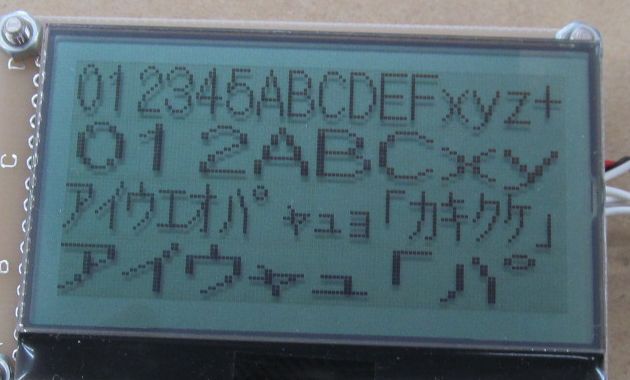 012345ABCDEFxyz+
012ABCxy
アイウエオパ ャュョ「カキクケ」
アイウャュ「パ
C
B